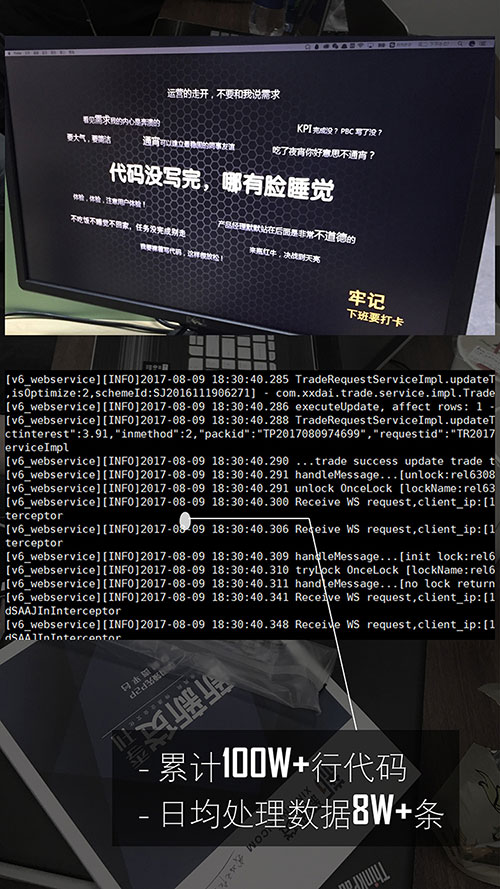 运营的走开，不要和我说需求
看见需求我的内心是奔溃的
KPI 完成没？ PBC 写了没？
要大气，要简洁
通宵可以建立最稳固的同事友谊
吃了夜宵你好意思不通宵？
代码没写完，哪有脸睡觉
体验，体验，注意用户体验！
不吃饭不睡觉不回家，任务没完成别走
产品经理默默站在后面是非常不道德的
我要躺着写代码，这样很放松！
来瓶红牛，决战到天亮
牢记
下班要打卡
[v6_webservice][INFO]2017-08-09 18:30:40.285 TradeRequestServiceImpl.updateT
,isOptimize:2,schemeId:SJ2016111906271] - com.xxdai.trade.service.impl.Trade
[v6_webservice][INFO]2017-08-09 18:30:40.286 executeUpdate, affect rows: 1 -
[v6_webservice][INFO]2017-08-09 18:30:40.288 TradeRequestServiceImpl.updateT
ctinterest":3.91,"inmethod":2,"packid":"TP2017080974699","requestid":"TR2017
erviceImpl
[v6_webservice][INFO]2017-08-09 18:30:40.290 ...trade success update trade t
[v6_webservice][INFO]2017-08-09 18:30:40.291 handleMessage...[unlock:rel6308
[v6_webservice][INFO]2017-08-09 18:30:40.291 unlock OnceLock [lockName:rel63
[v6_webservice][INFO]2017-08-09 18:30:40.300 Receive WS request,client_ip:[1
terceptor
[v6_webservice][INFO]2017-08-09 18:30:40.306 Receive WS request,client_ip:[1
terceptor
[v6_webservice][INFO]2017-08-09 18:30:40.309 handleMessage...[init lock:rel6
[v6_webservice][INFO]2017-08-09 18:30:40.310 tryLock OnceLock [lockName:rel6
[v6_webservice][INFO]2017-08-09 18:30:40.311 handleMessage...[no lock return
[v6_webservice][INFO]2017-08-09 18:30:40.341 Receive WS request,client_ip:[1
dSAAJInInterceptor
[v6_webservice][INFO]2017-08-09 18:30:40.348 Receive WS request,client_ip:[1
dSAAJInInterceptor
- 累计100W+行代码
- 日均处理数据8W+条
ThinkPad